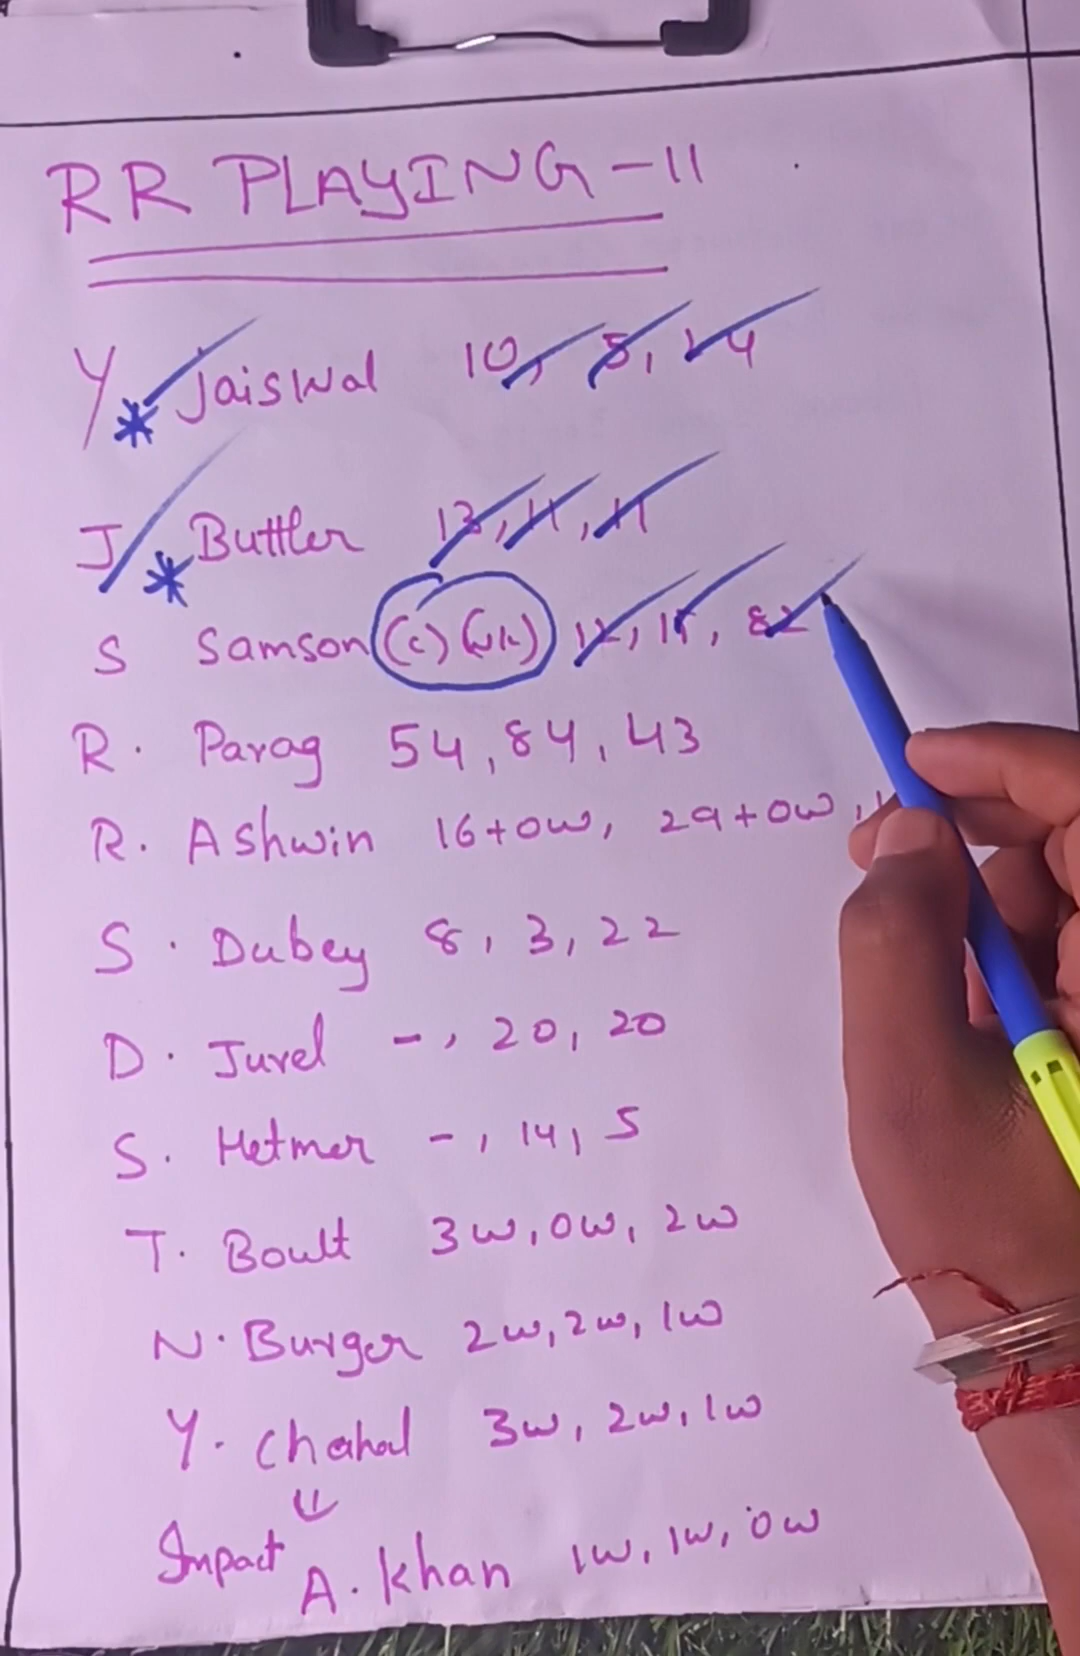 RR PLAYING-11
Y Jaiswal 10, 5, 24
J Buttler 13, 11, 11
S Samson (c) (wk) 12, 15, 82
R. Parag 54, 84, 43
R. Ashwin 16+0w, 29+0w,
S. Dubey 8, 3, 22
D. Jurel -, 20, 20
S. Hetmer -, 14, 5
T. Boult 3w, 0w, 2w
N. Burger 2w, 2w, 1w
Y. Chahal 3w, 2w, 1w
Impact A. Khan 1w, 1w, 0w